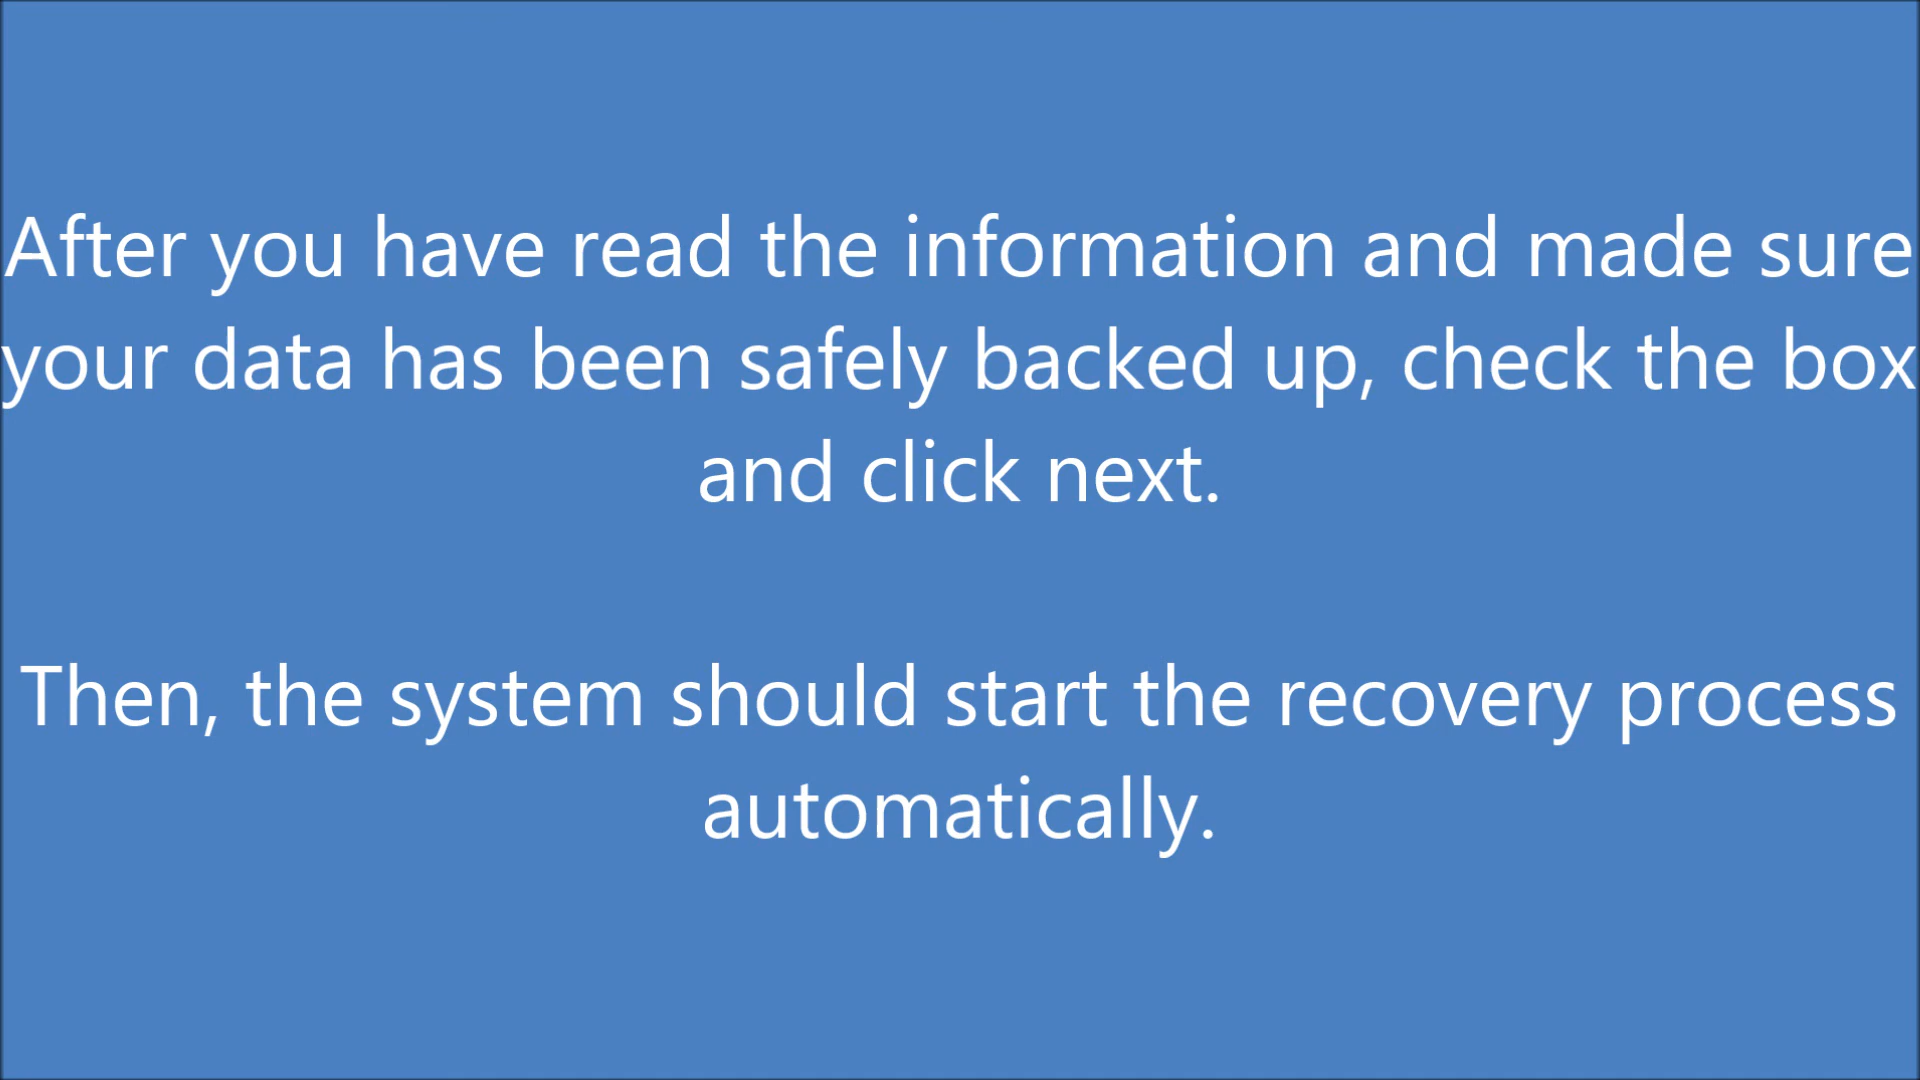 After you have read the information and made sure
your data has been safely backed up, check the box
and click next.
Then, the system should start the recovery process
automatically.